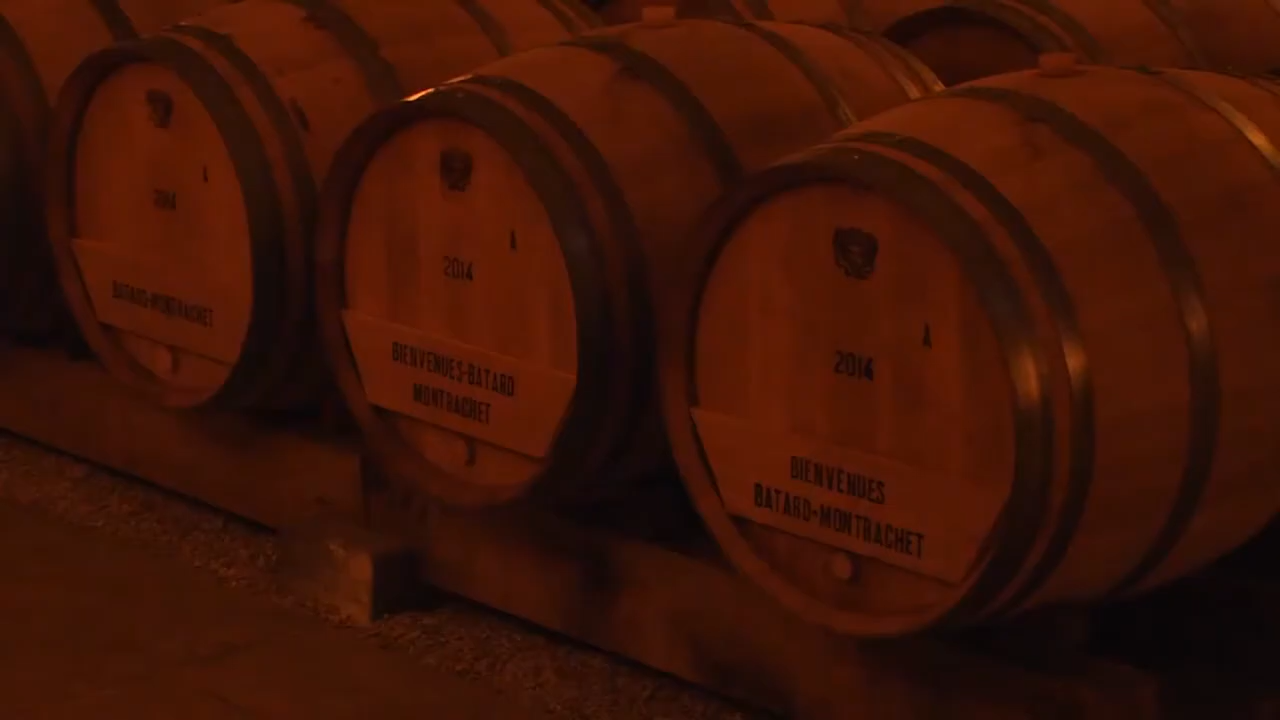 A
2014
BATARD-MONTRACHET
A
2014
BIENVENUES-BATARD
MONTRACHET
A
2014
BIENVENUES
BATARD-MONTRACHET